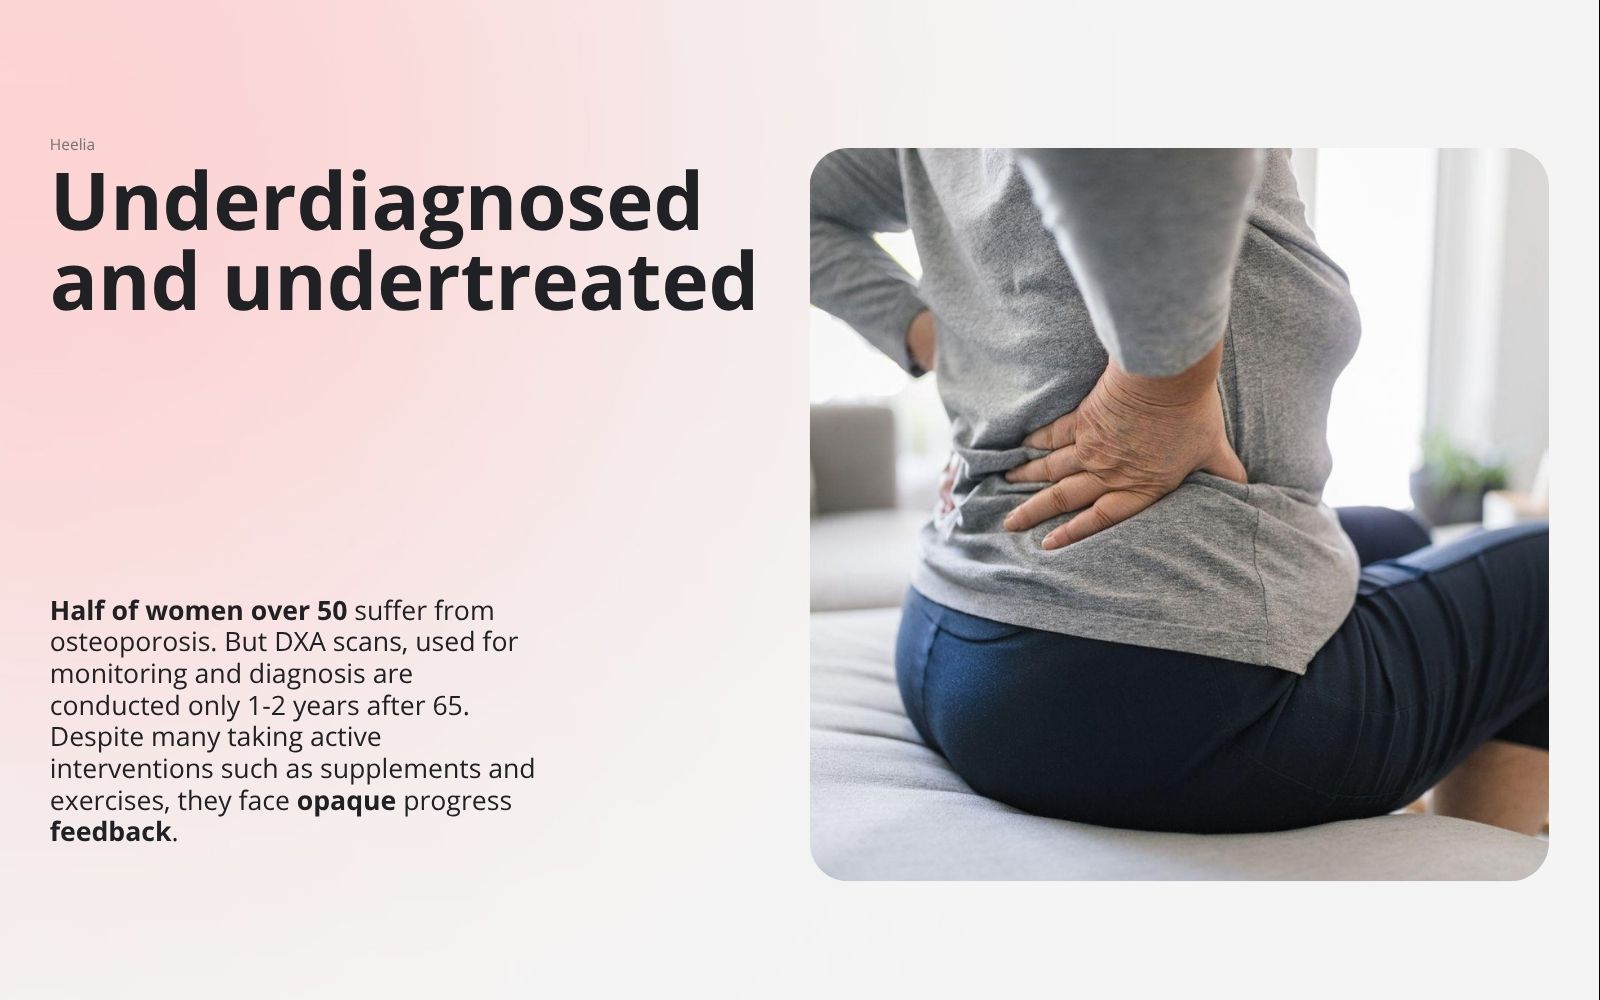 Heelia
Underdiagnosed
and undertreated
Half of women over 50 suffer from
osteoporosis. But DXA scans, used for
monitoring and diagnosis are
conducted only 1-2 years after 65.
Despite many taking active
interventions such as supplements and
exercises, they face opaque progress
feedback.